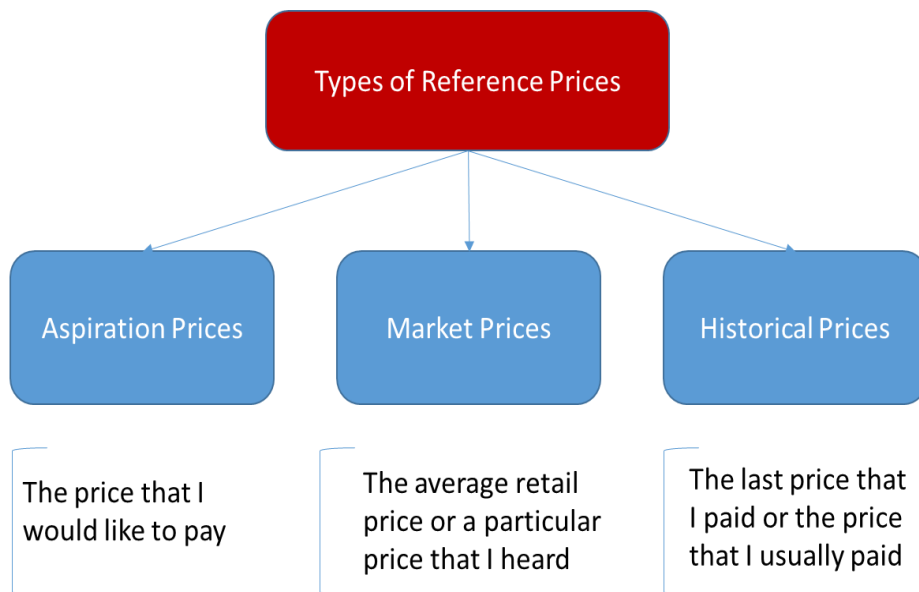 Types of Reference Prices
Aspiration Prices
Market Prices
Historical Prices
The price that I
would like to pay
The average retail
price or a particular
price that I heard
The last price that
I paid or the price
that I usually paid